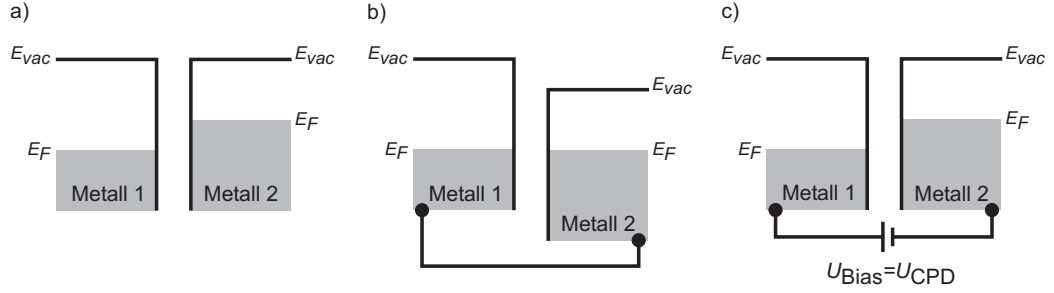 a)
E_vac
E_vac
E_F
E_F
Metall 1
Metall 2
b)
E_vac
E_vac
E_F
E_F
Metall 1
Metall 2
c)
E_vac
E_vac
E_F
E_F
Metall 1
Metall 2
U_Bias=U_CPD